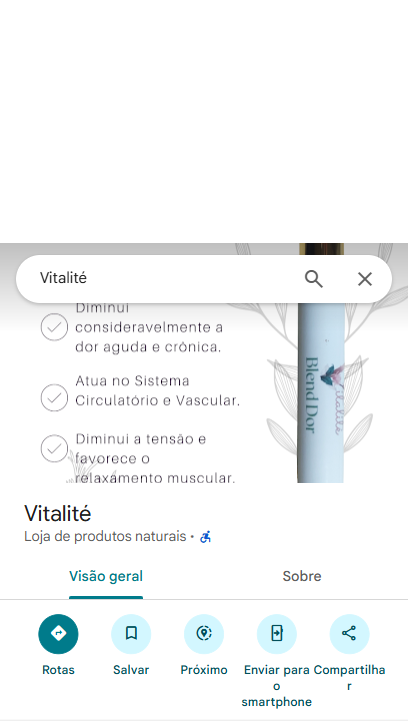 Vitalité
Diminui
consideravelmente a
dor aguda e crônica.
Atua no Sistema
Circulatório e Vascular.
Diminui a tensão e
favorece o
relaxamento muscular.
Blend Dor
Vitalité
Vitalité
Loja de produtos naturais ·
Visão geral
Sobre
Rotas
Salvar
Próximo
Enviar para
o
smartphone
Compartilha
r